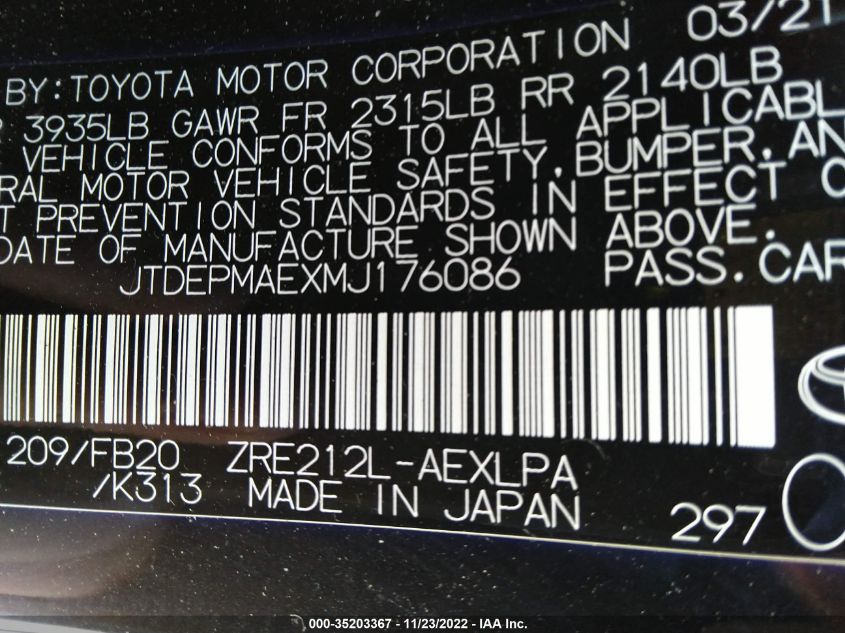 03/21
BY:TOYOTA MOTOR CORPORATION
3935LB GAWR FR 2315LB RR 2140LB
VEHICLE CONFORMS TO ALL APPLICABL
RAL MOTOR VEHICLE SAFETY,BUMPER,AN
T PREVENTION STANDARDS IN EFFECT O
DATE OF MANUFACTURE SHOWN ABOVE.
JTDEPMAEXMJ176086 PASS.CAR
209/FB20 ZRE212L-AEXLPA
/K313 MADE IN JAPAN
297
000-35203367 - 11/23/2022 - IAA Inc.